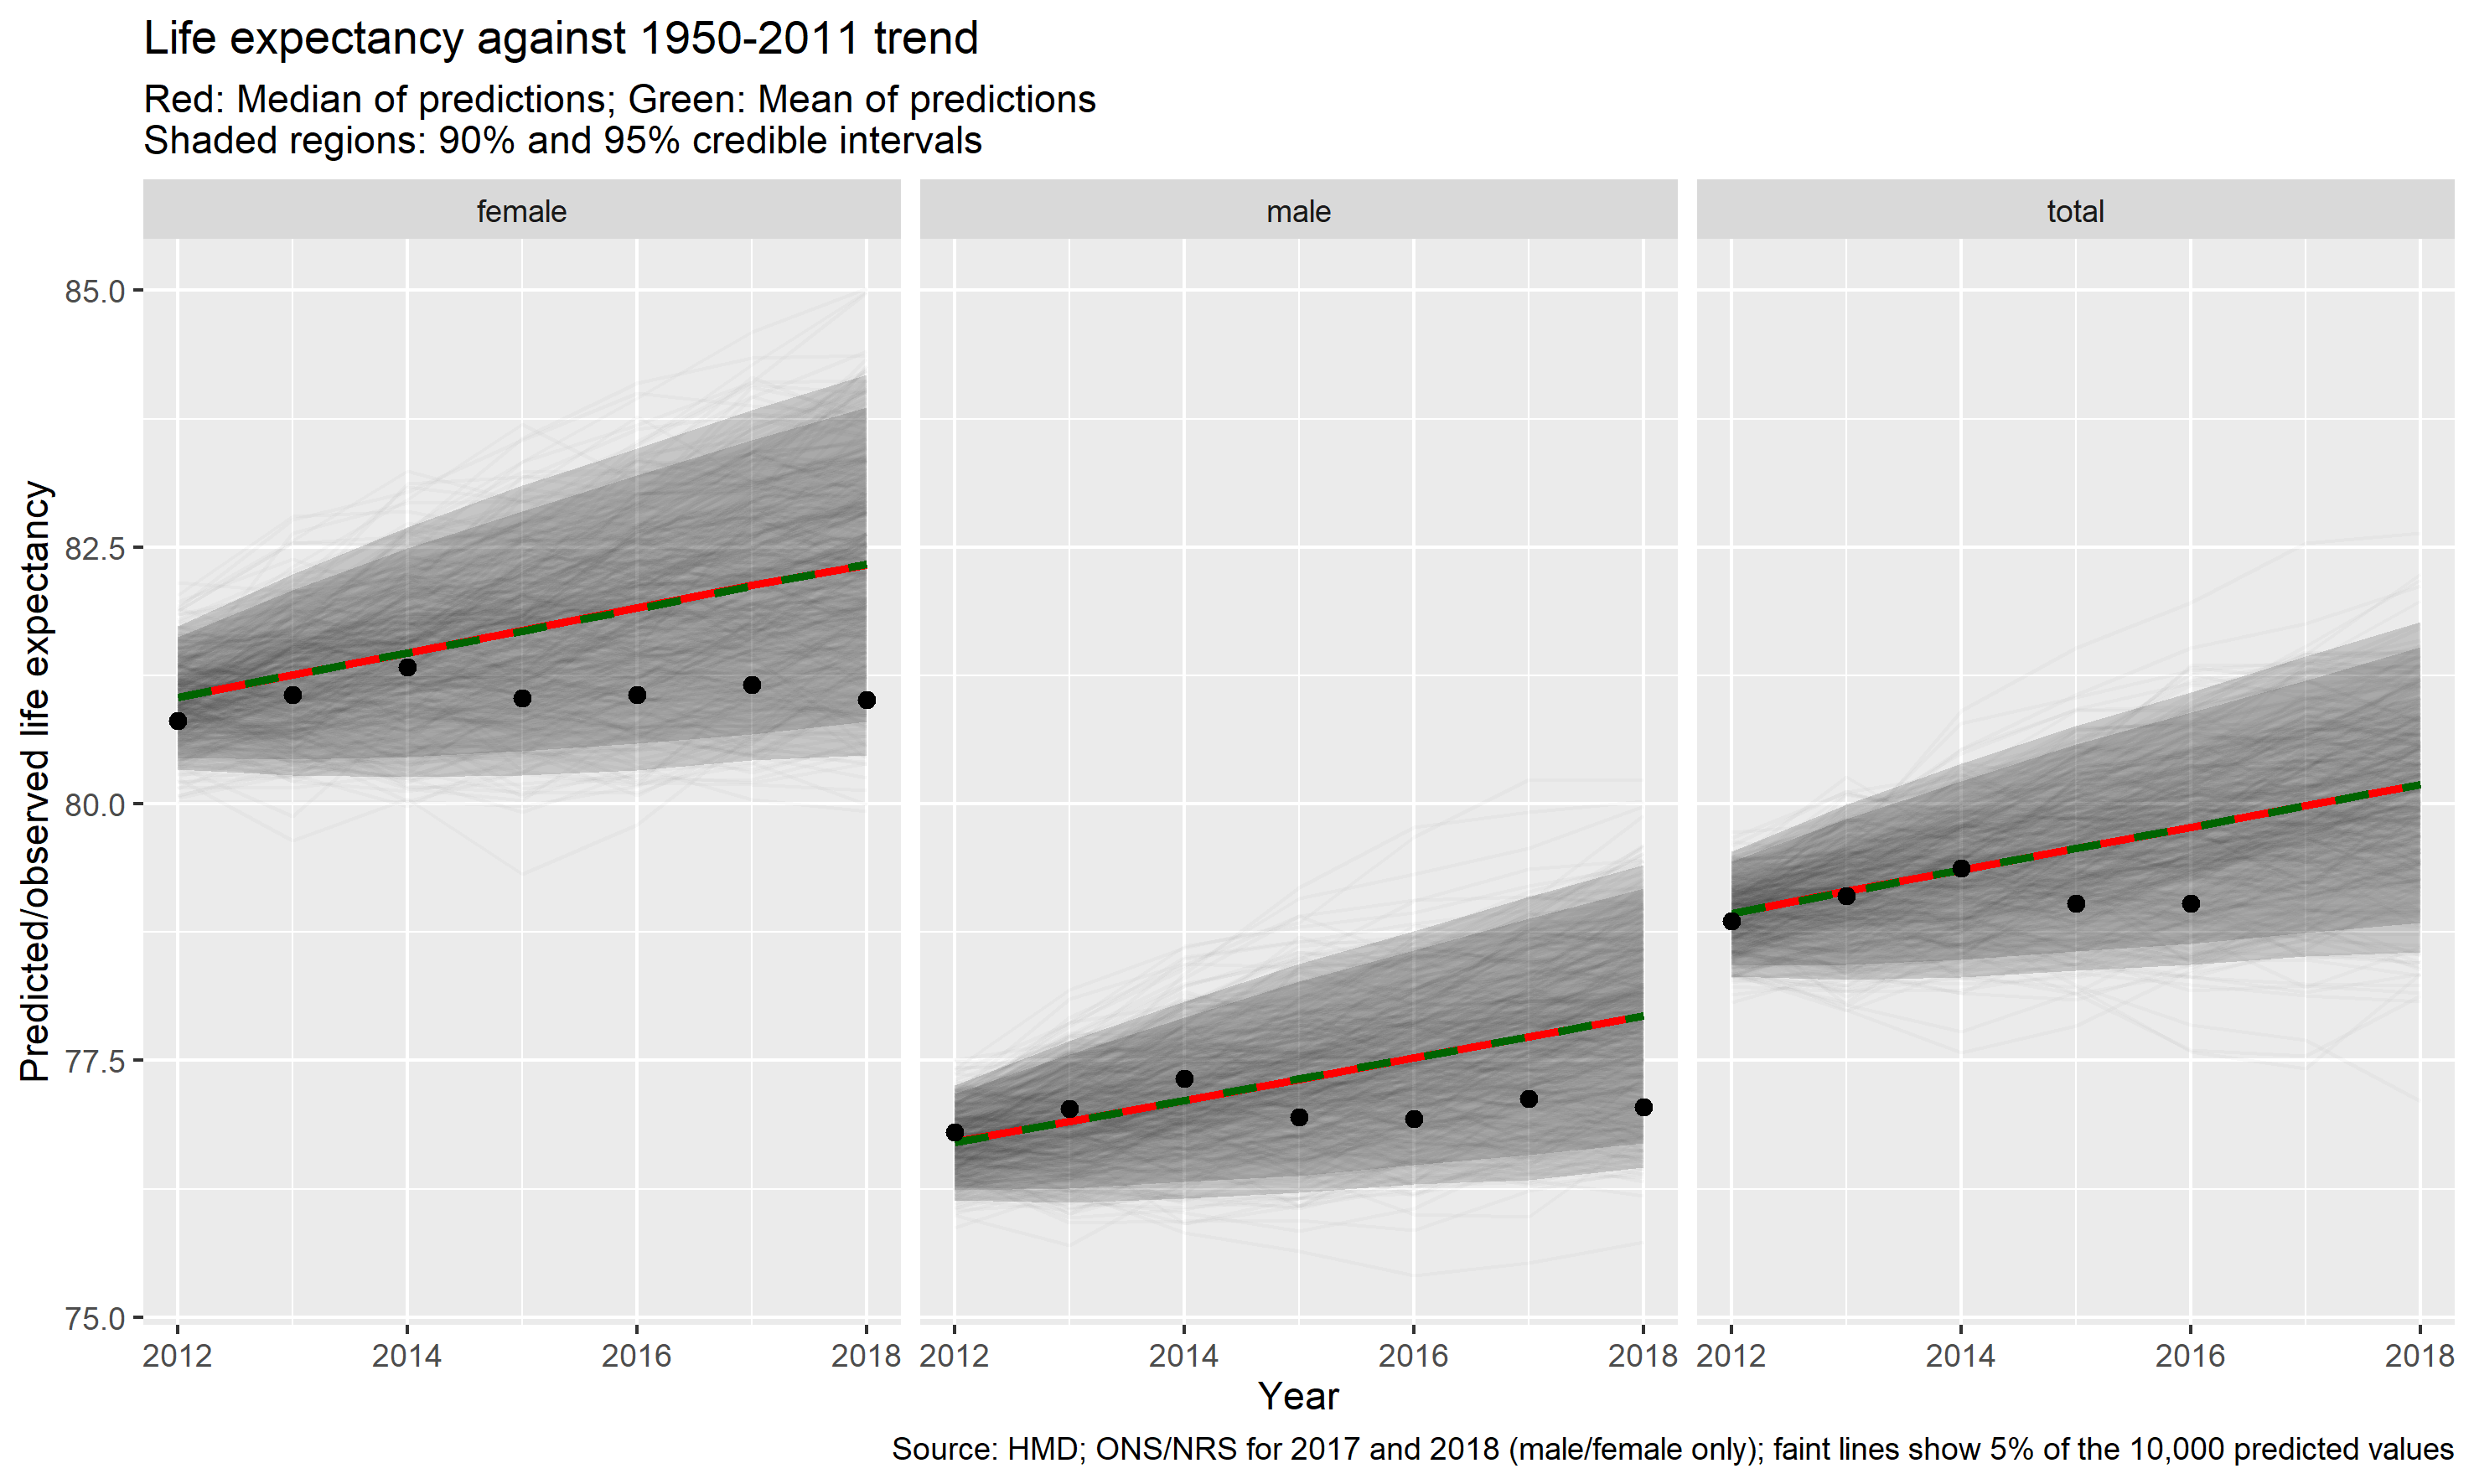 Life expectancy against 1950-2011 trend
Red: Median of predictions; Green: Mean of predictions
Shaded regions: 90% and 95% credible intervals
female
male
total
Predicted/observed life expectancy
85.0
82.5
80.0
77.5
75.0
2012 2014 2016 2018
2012 2014 2016 2018
2012 2014 2016 2018
Year
Source: HMD; ONS/NRS for 2017 and 2018 (male/female only); faint lines show 5% of the 10,000 predicted values